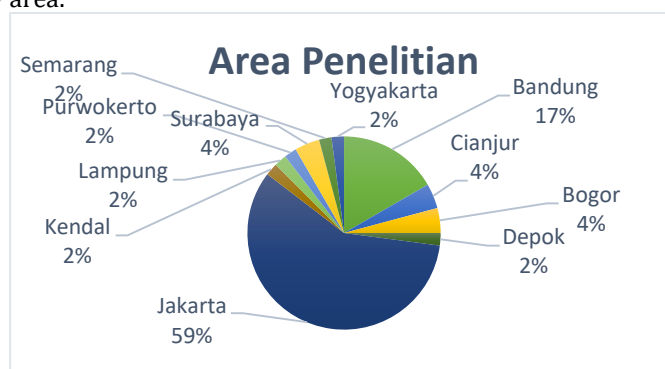 area.
Area Penelitian
Semarang
2%
Purwokerto
2%
Surabaya
4%
Yogyakarta
2%
Bandung
17%
Cianjur
4%
Bogor
4%
Depok
2%
Lampung
2%
Kendal
2%
Jakarta
59%